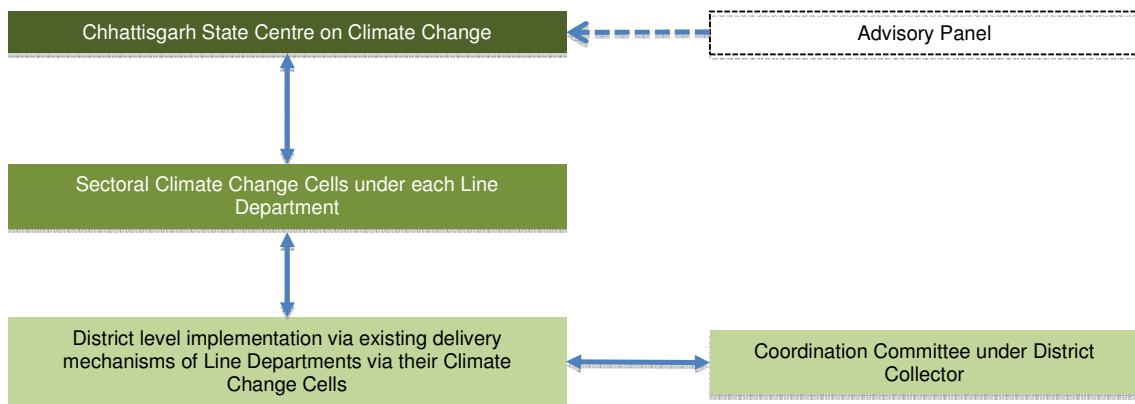 Chhattisgarh State Centre on Climate Change
Advisory Panel
Sectoral Climate Change Cells under each Line
Department
District level implementation via existing delivery
mechanisms of Line Departments via their Climate
Change Cells
Coordination Committee under District
Collector